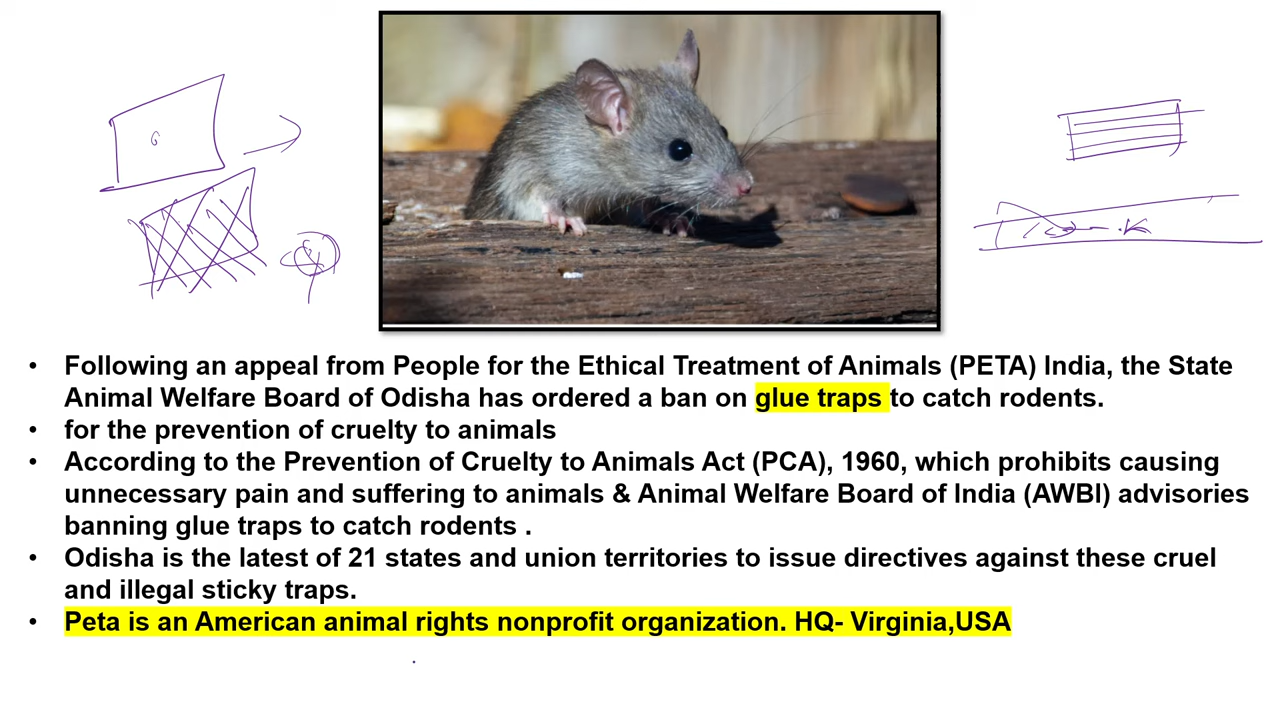 • Following an appeal from People for the Ethical Treatment of Animals (PETA) India, the State
Animal Welfare Board of Odisha has ordered a ban on glue traps to catch rodents.
• for the prevention of cruelty to animals
• According to the Prevention of Cruelty to Animals Act (PCA), 1960, which prohibits causing
unnecessary pain and suffering to animals & Animal Welfare Board of India (AWBI) advisories
banning glue traps to catch rodents .
• Odisha is the latest of 21 states and union territories to issue directives against these cruel
and illegal sticky traps.
• Peta is an American animal rights nonprofit organization. HQ- Virginia,USA